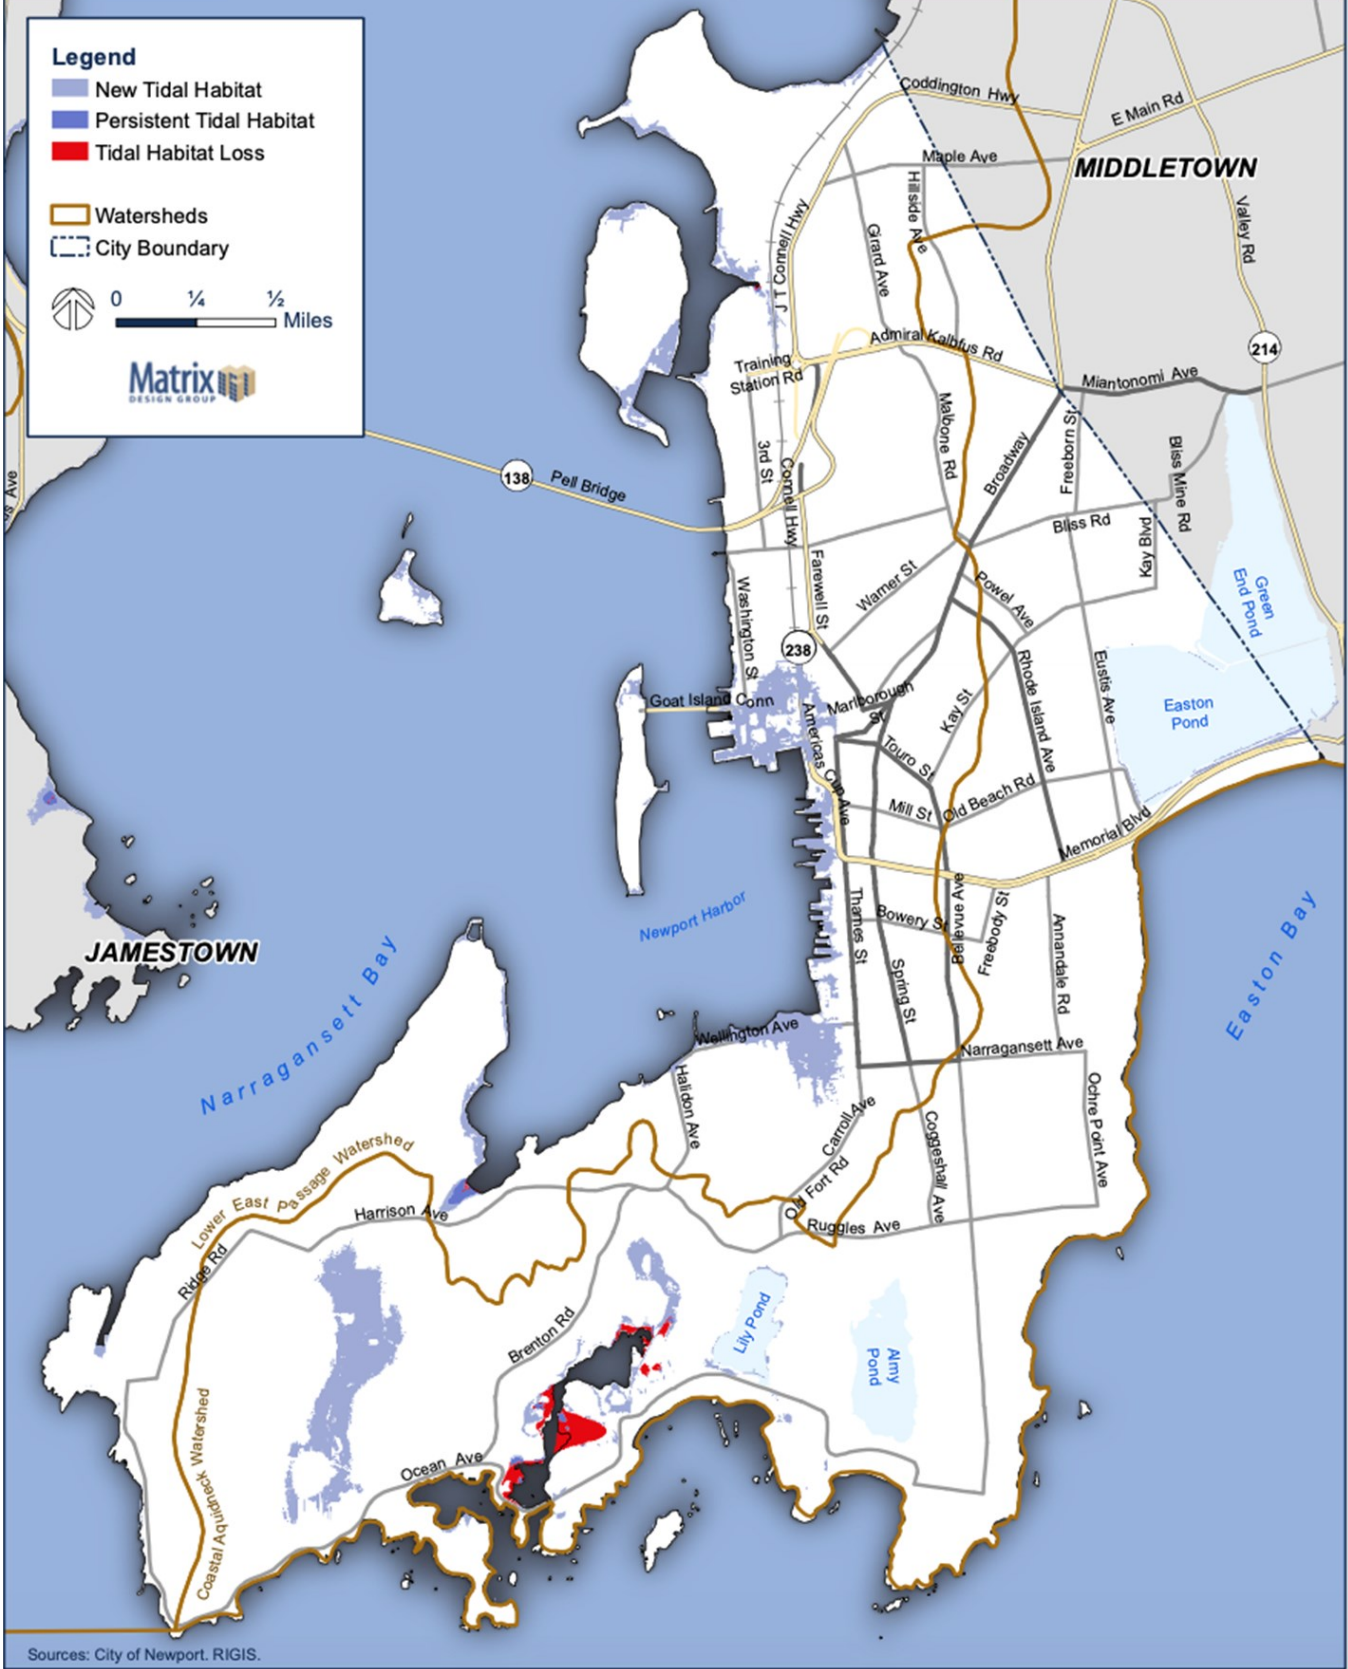 Legend
New Tidal Habitat
Persistent Tidal Habitat
Tidal Habitat Loss
Watersheds
City Boundary
0 ¼ ½
Miles
Matrix
DESIGN GROUP
Coddington Hwy
E Main Rd
Maple Ave
MIDDLETOWN
Hillside Ave
Valley Rd
J T Connell Hwy
Girard Ave
Admiral Kalbfus Rd
214
Training
Station Rd
Miantonomi Ave
Malbone Rd
Freeborn St
Broadway
Bliss Mine Rd
3rd St
Connell Hwy
138
Pell Bridge
s Ave
Bliss Rd
Kay Blvd
Farewell St
Warner St
Washington St
Powel Ave
Green
End Pond
238
Rhode Island Ave
Eustis Ave
Goat Island Conn
Marlborough
St
Kay St
Easton
Pond
Americas Cup Ave
Touro St
Mill St
Old Beach Rd
Memorial Blvd
Newport Harbor
Thames St
Bowery St
Bellevue Ave
Freebody St
Annandale Rd
Easton Bay
JAMESTOWN
Narragansett Bay
Spring St
Wellington Ave
Narragansett Ave
Halidon Ave
Carroll Ave
Coggeshall Ave
Ochre Point Ave
Lower East Passage Watershed
Harrison Ave
Old Fort Rd
Ruggles Ave
Ridge Rd
Brenton Rd
Lily Pond
Almy
Pond
Coastal Aquidneck Watershed
Ocean Ave
Sources: City of Newport. RIGIS.